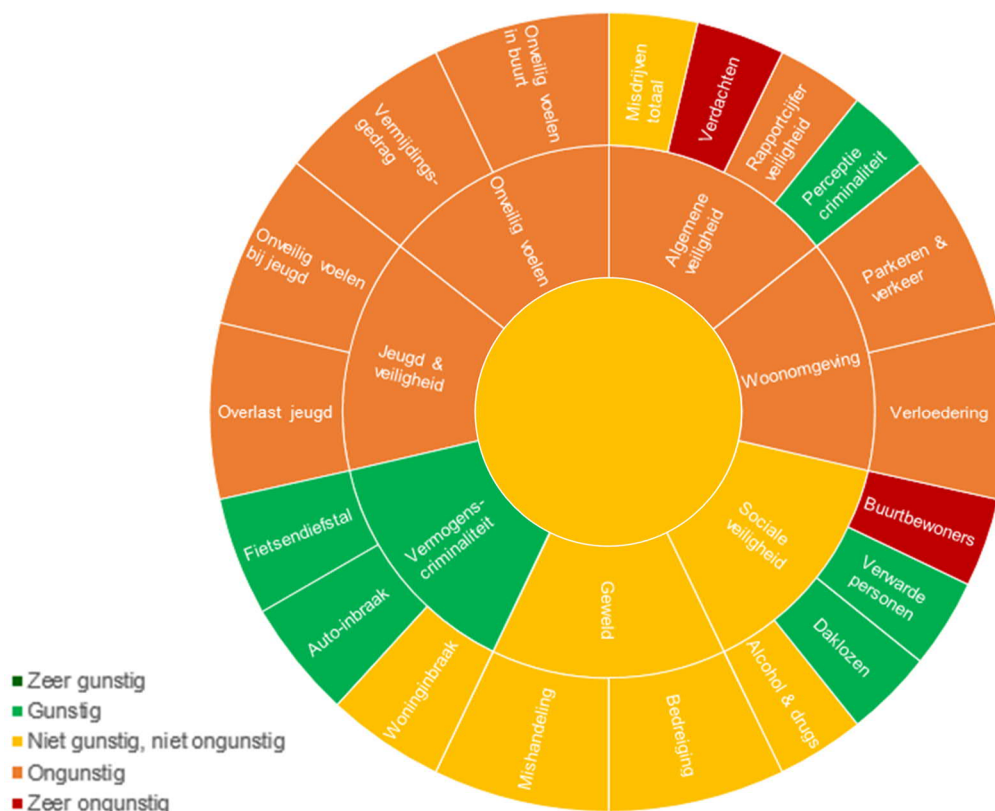 Onveilig voelen
in buurt
Misdrijven
totaal
Verdachten
Rapportcijfer
veiligheid
Perceptie
criminaliteit
Parkeren &
verkeer
Verloedering
Buurtbewoners
Verwarde
personen
Daklozen
Alcohol & drugs
Bedreiging
Mishandeling
Woninginbraak
Auto-inbraak
Fietsendiefstal
Overlast jeugd
Onveilig voelen
bij jeugd
Vermijdings-
gedrag
Onveilig voelen
Algemene
veiligheid
Woonomgeving
Sociale
veiligheid
Geweld
Vermogens-
criminaliteit
Jeugd &
veiligheid
Zeer gunstig
Gunstig
Niet gunstig, niet ongunstig
Ongunstig
Zeer ongunstig